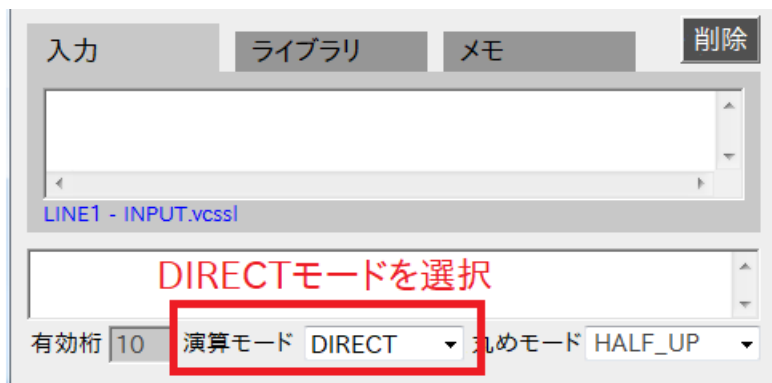 入力 ライブラリ メモ 削除
LINE1 - INPUT.vcssl
DIRECTモードを選択
有効桁 10 演算モード DIRECT 丸めモード HALF_UP